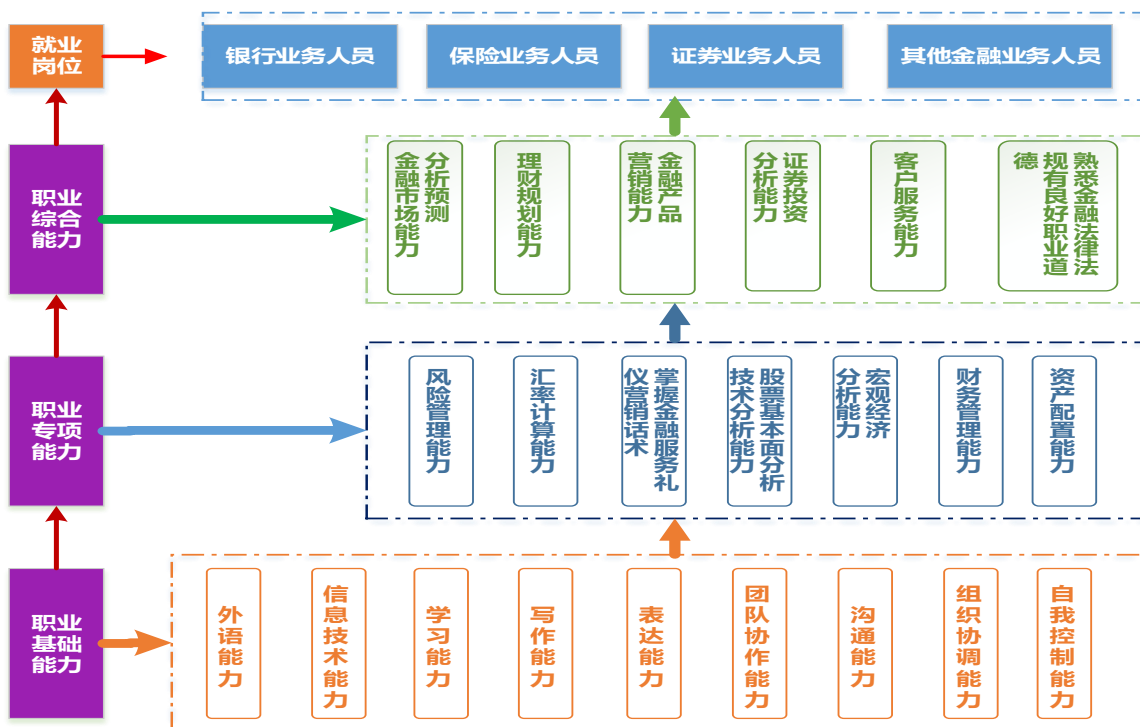 就业
岗位
银行业务人员
保险业务人员
证券业务人员
其他金融业务人员
职业
综合
能力
分析预测
金融市场能力
理财规划能力
金融产品
营销能力
证券投资
分析能力
客户服务能力
熟悉金融法律法
规有良好职业道
德
职业
专项
能力
风险管理能力
汇率计算能力
掌握金融服务礼
仪营销话术
股票基本面分析
技术分析能力
宏观经济
分析能力
财务管理能力
资产配置能力
职业
基础
能力
外语能力
信息技术能力
学习能力
写作能力
表达能力
团队协作能力
沟通能力
组织协调能力
自我控制能力